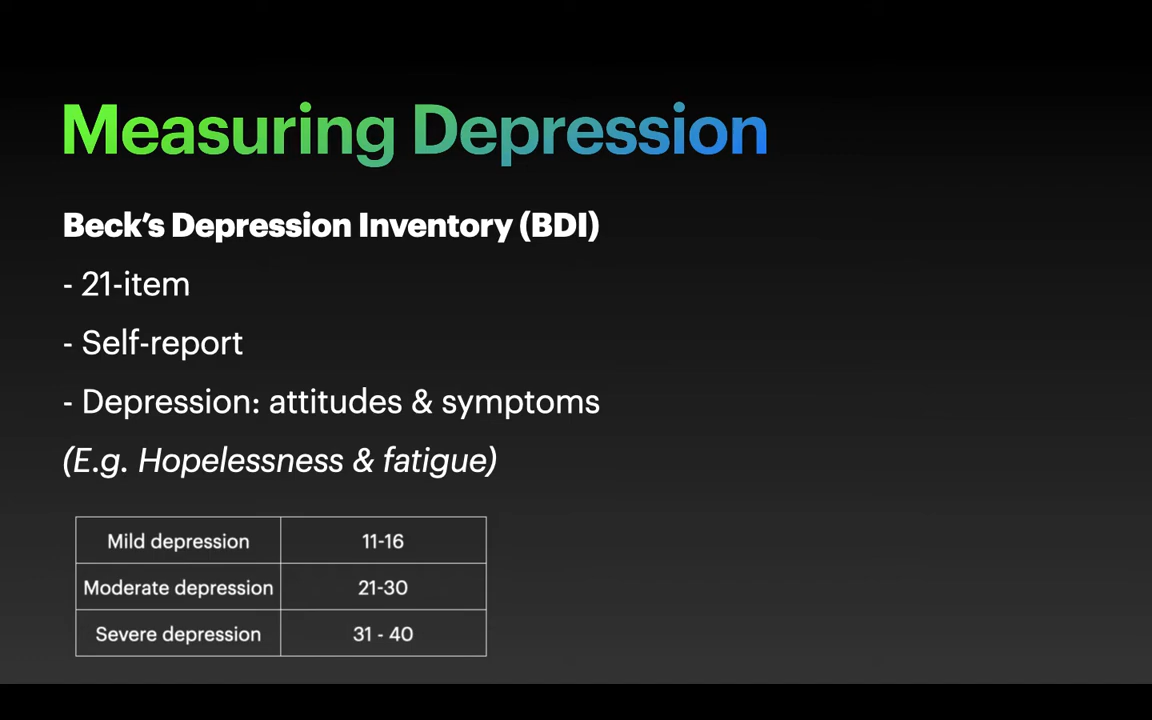 Measuring Depression
Beck's Depression Inventory (BDI)
- 21-item
- Self-report
- Depression: attitudes & symptoms
(E.g. Hopelessness & fatigue)
Mild depression 11-16
Moderate depression 21-30
Severe depression 31 - 40